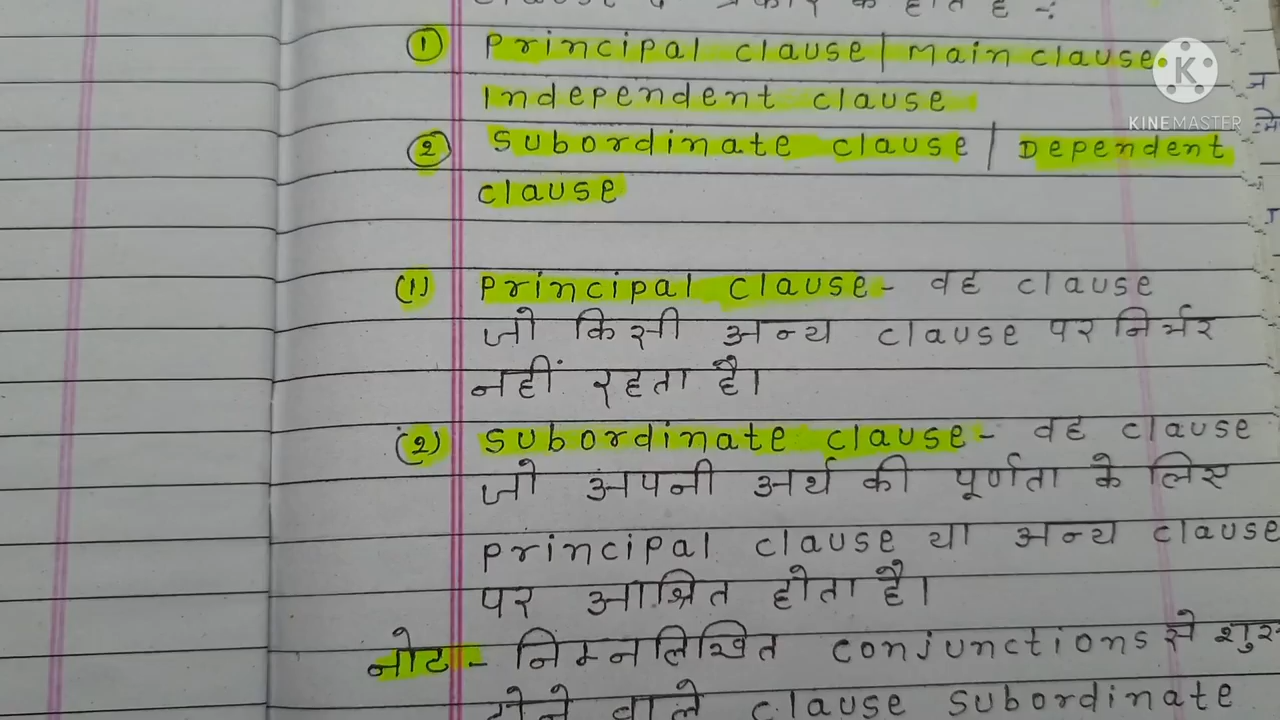 Clause प्रकार के होते है -:
① Principal clause | Main clause
Independent clause
② Subordinate clause | Dependent
clause
(1) Principal clause - वह clause
जो किसी अन्य clause पर निर्भर
नहीं रहता है।
(2) Subordinate clause - वह clause
जो अपनी अर्थ की पूर्णता के लिए
principal clause या अन्य clause
पर आश्रित होता है।
नोट - निम्नलिखित conjunctions से शुरू
होने वाले clause subordinate
K
KINEMASTER